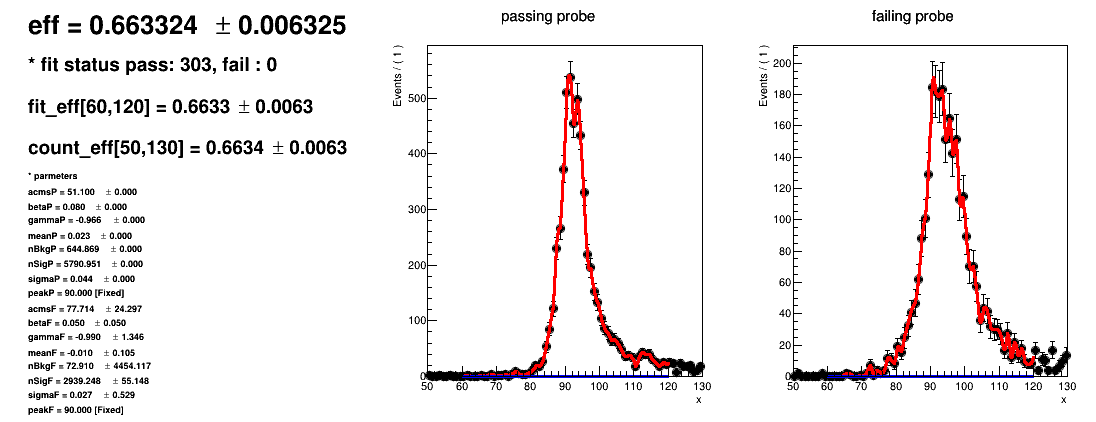 eff = 0.663324 ± 0.006325
* fit status pass: 303, fail : 0
fit_eff[60,120] = 0.6633 ± 0.0063
count_eff[50,130] = 0.6634 ± 0.0063
* parmeters
acmsP = 51.100 ± 0.000
betaP = 0.080 ± 0.000
gammaP = -0.966 ± 0.000
meanP = 0.023 ± 0.000
nBkgP = 644.869 ± 0.000
nSigP = 5790.951 ± 0.000
sigmaP = 0.044 ± 0.000
peakP = 90.000 [Fixed]
acmsF = 77.714 ± 24.297
betaF = 0.050 ± 0.050
gammaF = -0.990 ± 1.346
meanF = -0.010 ± 0.105
nBkgF = 72.910 ± 4454.117
nSigF = 2939.248 ± 55.148
sigmaF = 0.027 ± 0.529
peakF = 90.000 [Fixed]
passing probe
Events / ( 1 )
500
400
300
200
100
0
50 60 70 80 90 100 110 120 130
x
failing probe
Events / ( 1 )
200
180
160
140
120
100
80
60
40
20
0
50 60 70 80 90 100 110 120 130
x